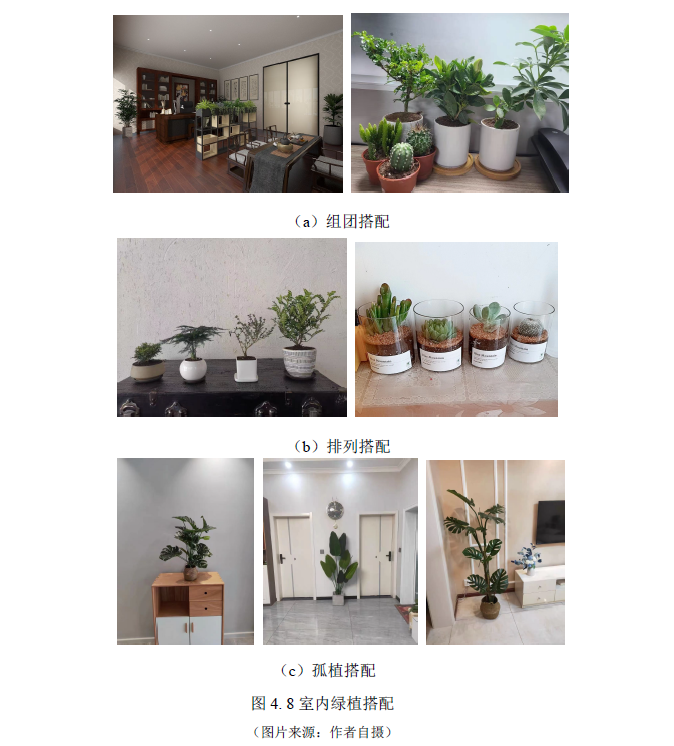 （a）组团搭配
（b）排列搭配
（c）孤植搭配
图 4. 8 室内绿植搭配
（图片来源：作者自摄）